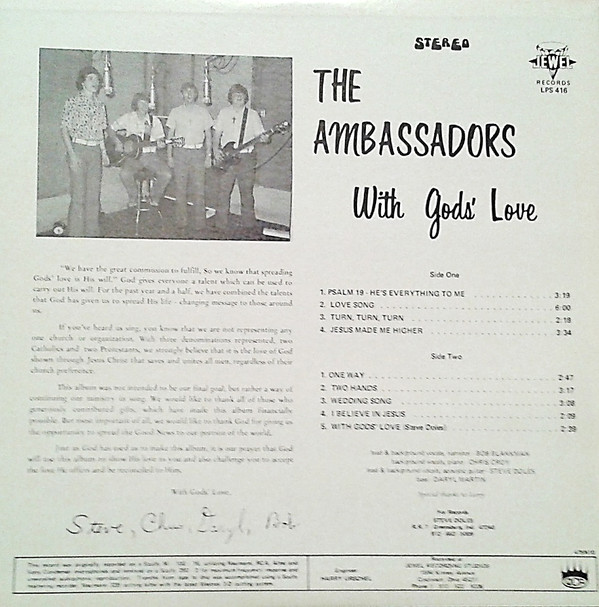 STEREO
JEWEL
RECORDS
LPS 416
THE
AMBASSADORS
With Gods' Love
"We have the great commission to fulfill, So we know that spreading
Gods' love is His will." God gives everyone a talent which can be used to
carry out His will. For the past year and a half, we have combined the talents
that God has given us to spread His life - changing message to those around
us.
If you've heard us sing, you know that we are not representing any
one church or organization. With three denominations represented, two
Catholics and two Protestants, we strongly believe that it is the love of God
shown through Jesus Christ that saves and unites all men, regardless of their
church preference.
This album was not intended to be our final goal, but rather a way of
continuing our ministry in song. We would like to thank all of those who
generously contributed gifts, which have made this album financially
possible. But most important of all, we would like to thank God for giving us
the opportunity to spread the Good News to our portion of the world.
Just as God has used us to make this album, it is our prayer that God
will use this album to show His love to you and also challenge you to accept
the love He offers and be reconciled to Him.
With Gods' Love,
Steve, Chris, Daryl, Bob
Side One
1. PSALM 19 - HE'S EVERYTHING TO ME 3:19
2. LOVE SONG 6:00
3. TURN, TURN, TURN 2:18
4. JESUS MADE ME HIGHER 3:34
Side Two
1. ONE WAY 2:47
2. TWO HANDS 3:17
3. WEDDING SONG 3:08
4. I BELIEVE IN JESUS 2:09
5. WITH GODS' LOVE (Steve Doles) 2:39
lead & background vocals, narrator - BOB
background vocals, piano - CHRIS
lead & background vocals, acoustic guitar - STEVE DOLES
bass - DARYL MARTIN
Special thanks to
STEVE DOLES
Engineer:
HARRY
Recorded at
JEWEL RECORDING STUDIOS
Cincinnati, Ohio
QCA